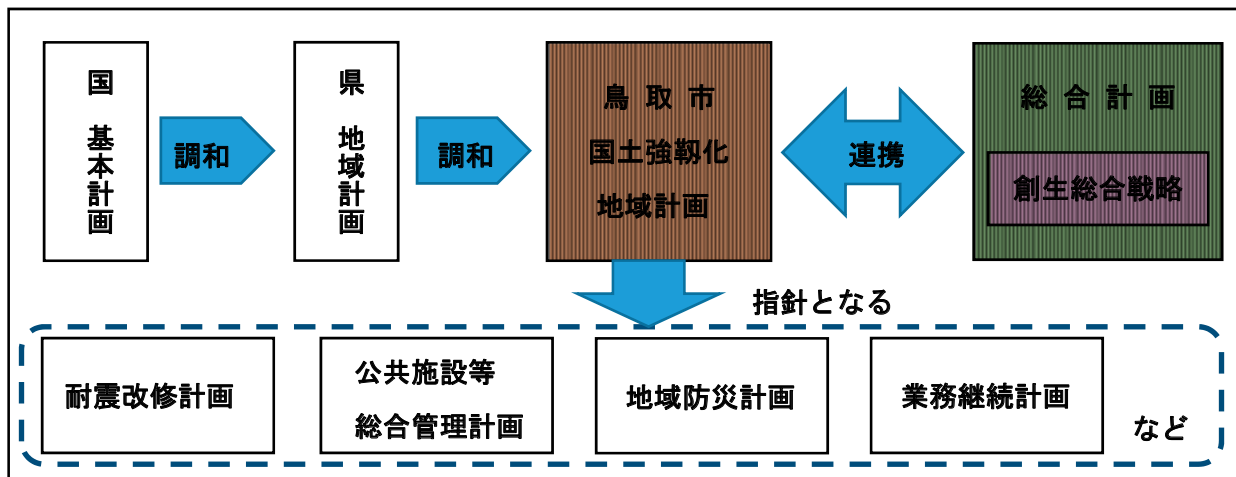 国 基本計画
調和
県 地域計画
調和
鳥取市
国土強靱化
地域計画
連携
総合計画
創生総合戦略
指針となる
耐震改修計画
公共施設等
総合管理計画
地域防災計画
業務継続計画
など